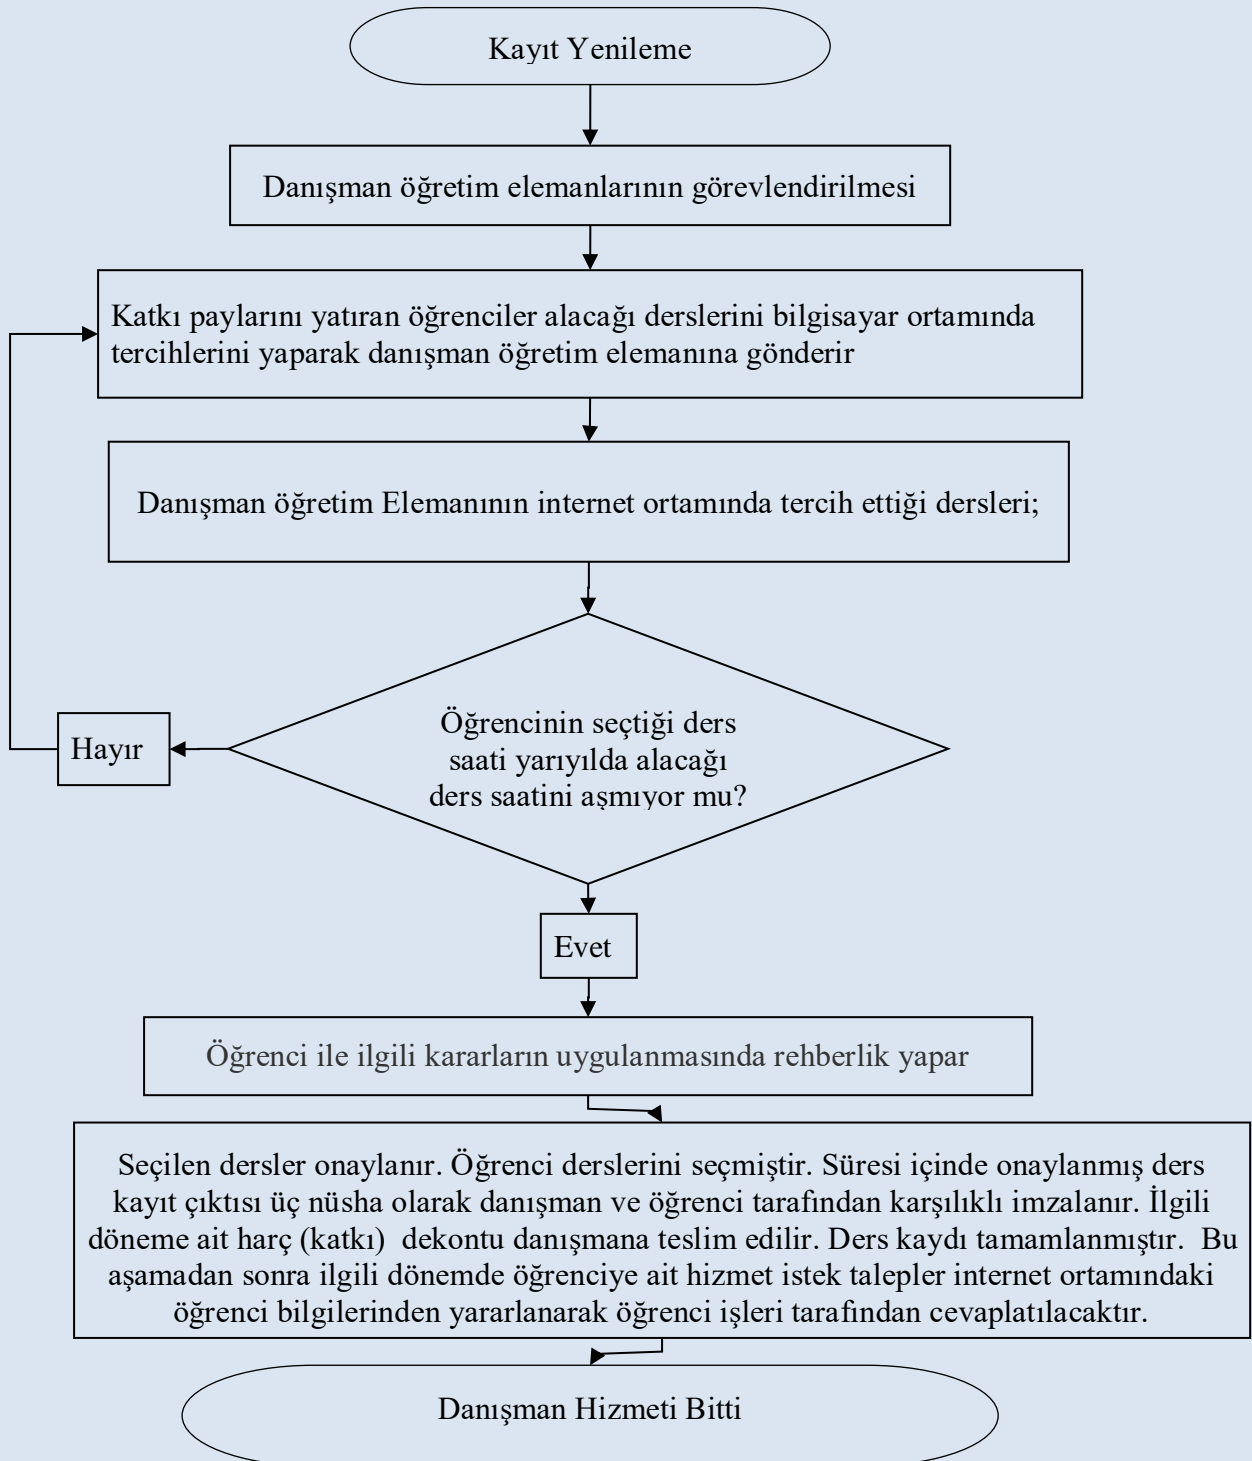 Kayıt Yenileme
Danışman öğretim elemanlarının görevlendirilmesi
Katkı paylarını yatıran öğrenciler alacağı derslerini bilgisayar ortamında
tercihlerini yaparak danışman öğretim elemanına gönderir
Danışman öğretim Elemanının internet ortamında tercih ettiği dersleri;
Öğrencinin seçtiği ders
saati yarıyılda alacağı
ders saatini aşmıyor mu?
Hayır
Evet
Öğrenci ile ilgili kararların uygulanmasında rehberlik yapar
Seçilen dersler onaylanır. Öğrenci derslerini seçmiştir. Süresi içinde onaylanmış ders
kayıt çıktısı üç nüsha olarak danışman ve öğrenci tarafından karşılıklı imzalanır. İlgili
döneme ait harç (katkı)  dekontu danışmana teslim edilir. Ders kaydı tamamlanmıştır.  Bu
aşamadan sonra ilgili dönemde öğrenciye ait hizmet istek talepler internet ortamındaki
öğrenci bilgilerinden yararlanarak öğrenci işleri tarafından cevaplatılacaktır.
Danışman Hizmeti Bitti